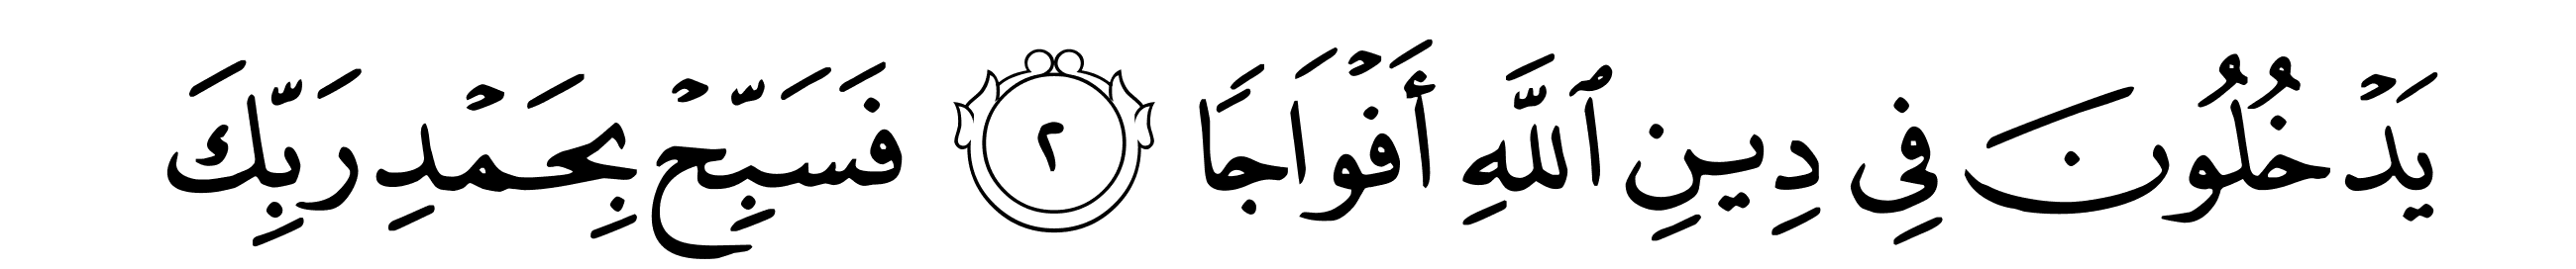 يَدْخُلُونَ فِي دِينِ ٱللَّهِ أَفْوَاجًا ٢ فَسَبِّحْ بِحَمْدِ رَبِّكَ